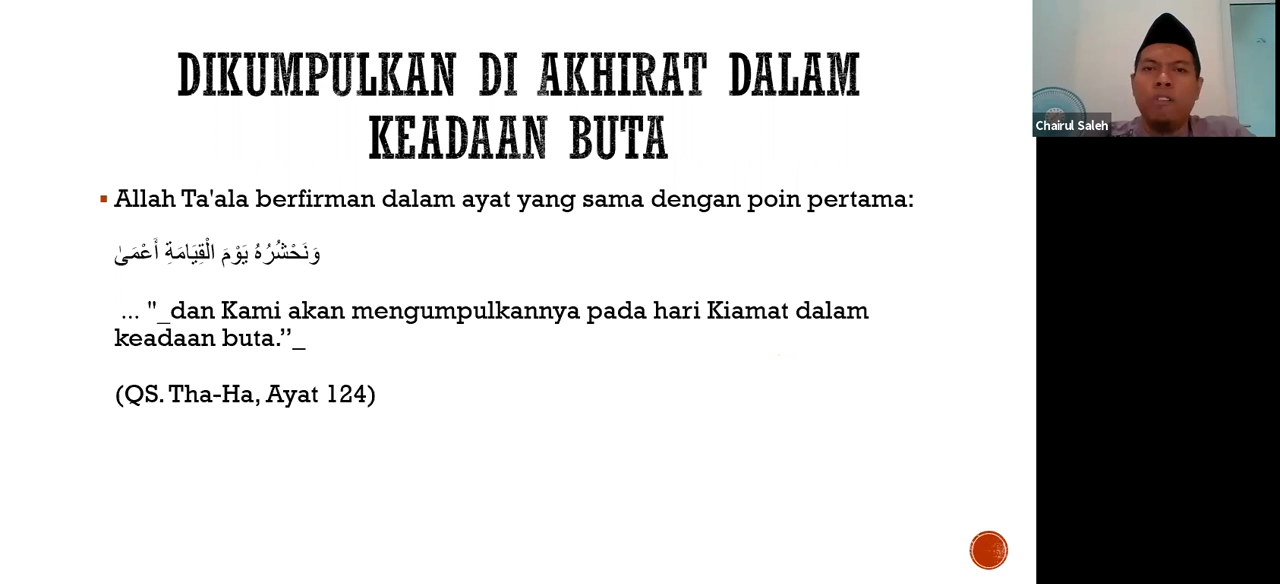 DIKUMPULKAN DI AKHIRAT DALAM
KEADAAN BUTA
Allah Ta'ala berfirman dalam ayat yang sama dengan poin pertama:
وَنَحْشُرُهُ يَوْمَ الْقِيَامَةِ أَعْمَىٰ
... "_dan Kami akan mengumpulkannya pada hari Kiamat dalam
keadaan buta.”_
(QS. Tha-Ha, Ayat 124)
Chairul Saleh